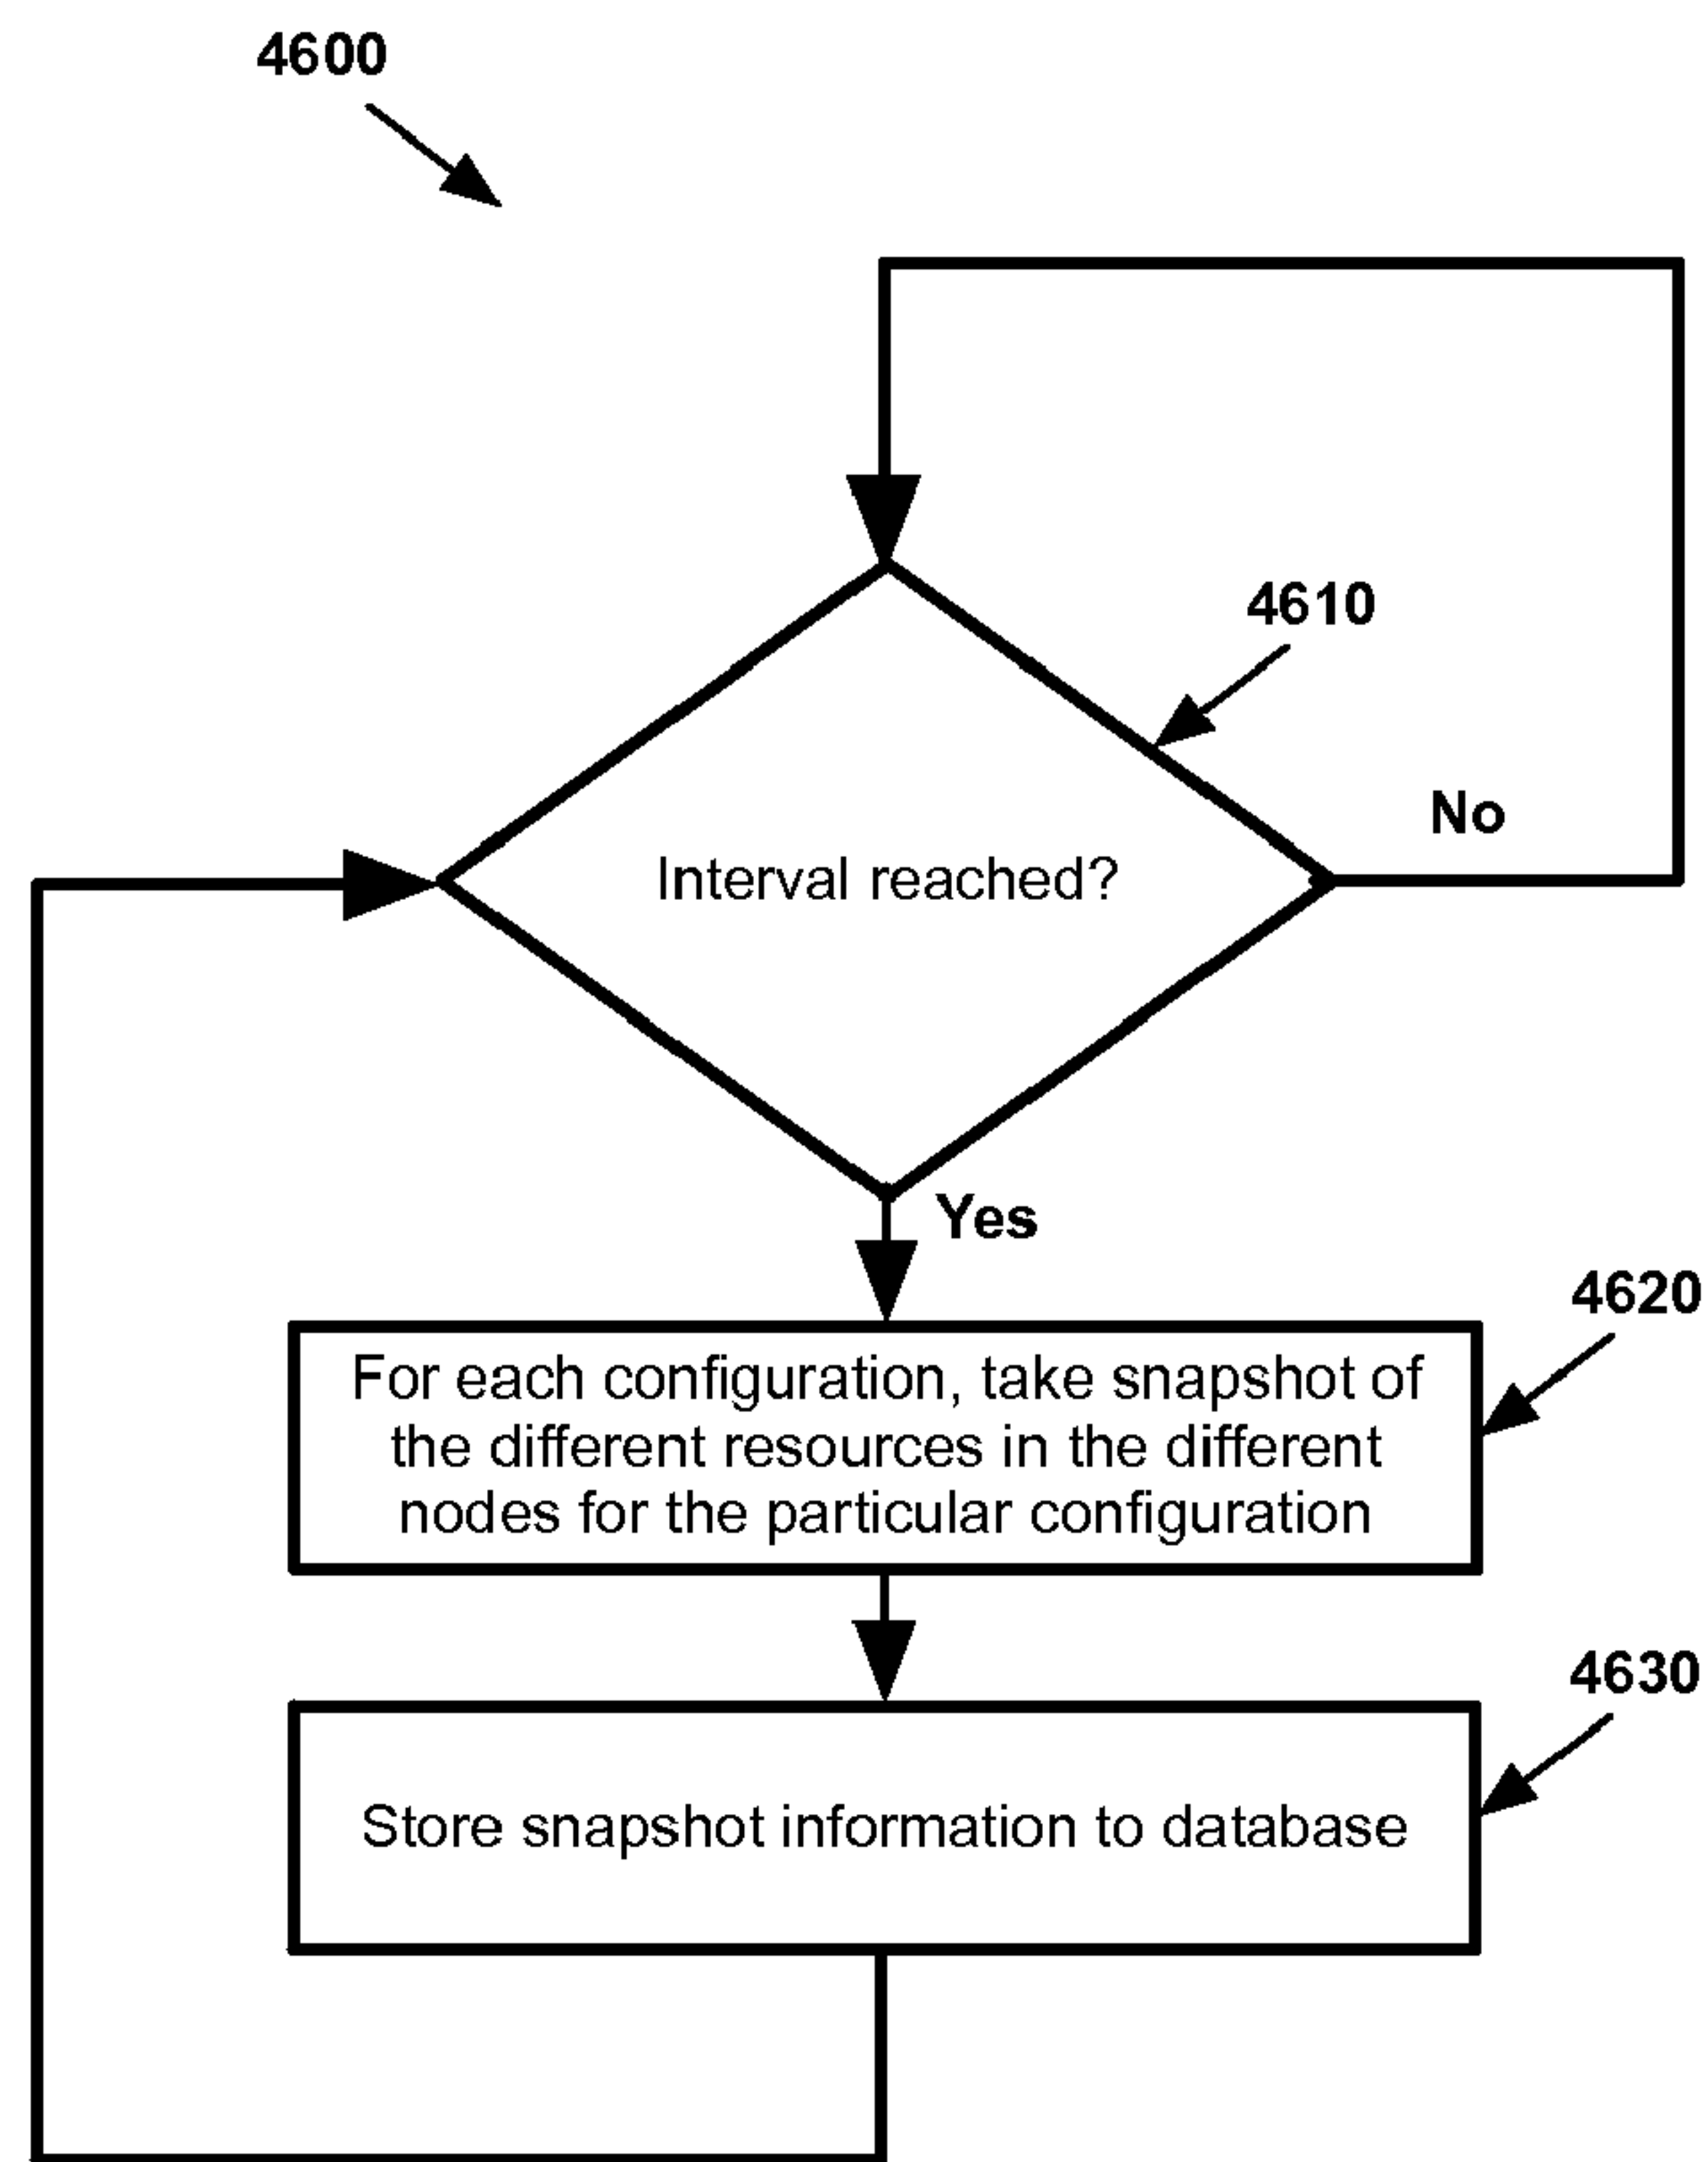 4600
4610
No
Interval reached?
Yes
4620
For each configuration, take snapshot of
the different resources in the different
nodes for the particular configuration
4630
Store snapshot information to database